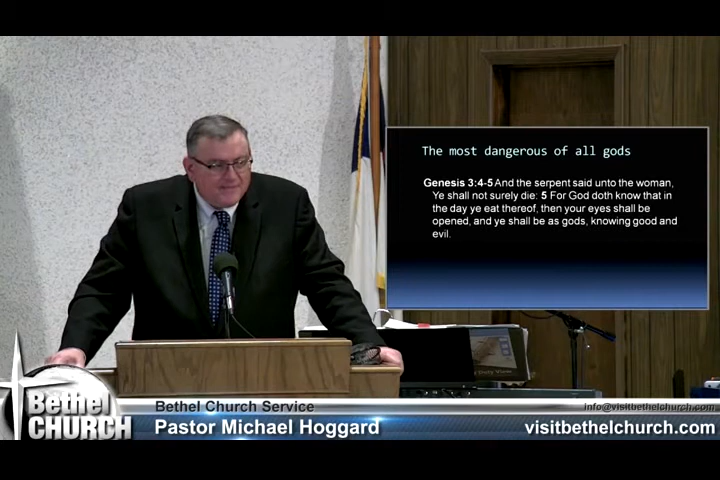 The most dangerous of all gods
Genesis 3:4-5 And the serpent said unto the woman,
Ye shall not surely die: 5 For God doth know that in
the day ye eat thereof, then your eyes shall be
opened, and ye shall be as gods, knowing good and
evil.
Bethel
CHURCH
Bethel Church Service
info@visitbethelchurch.com
Pastor Michael Hoggard
visitbethelchurch.com